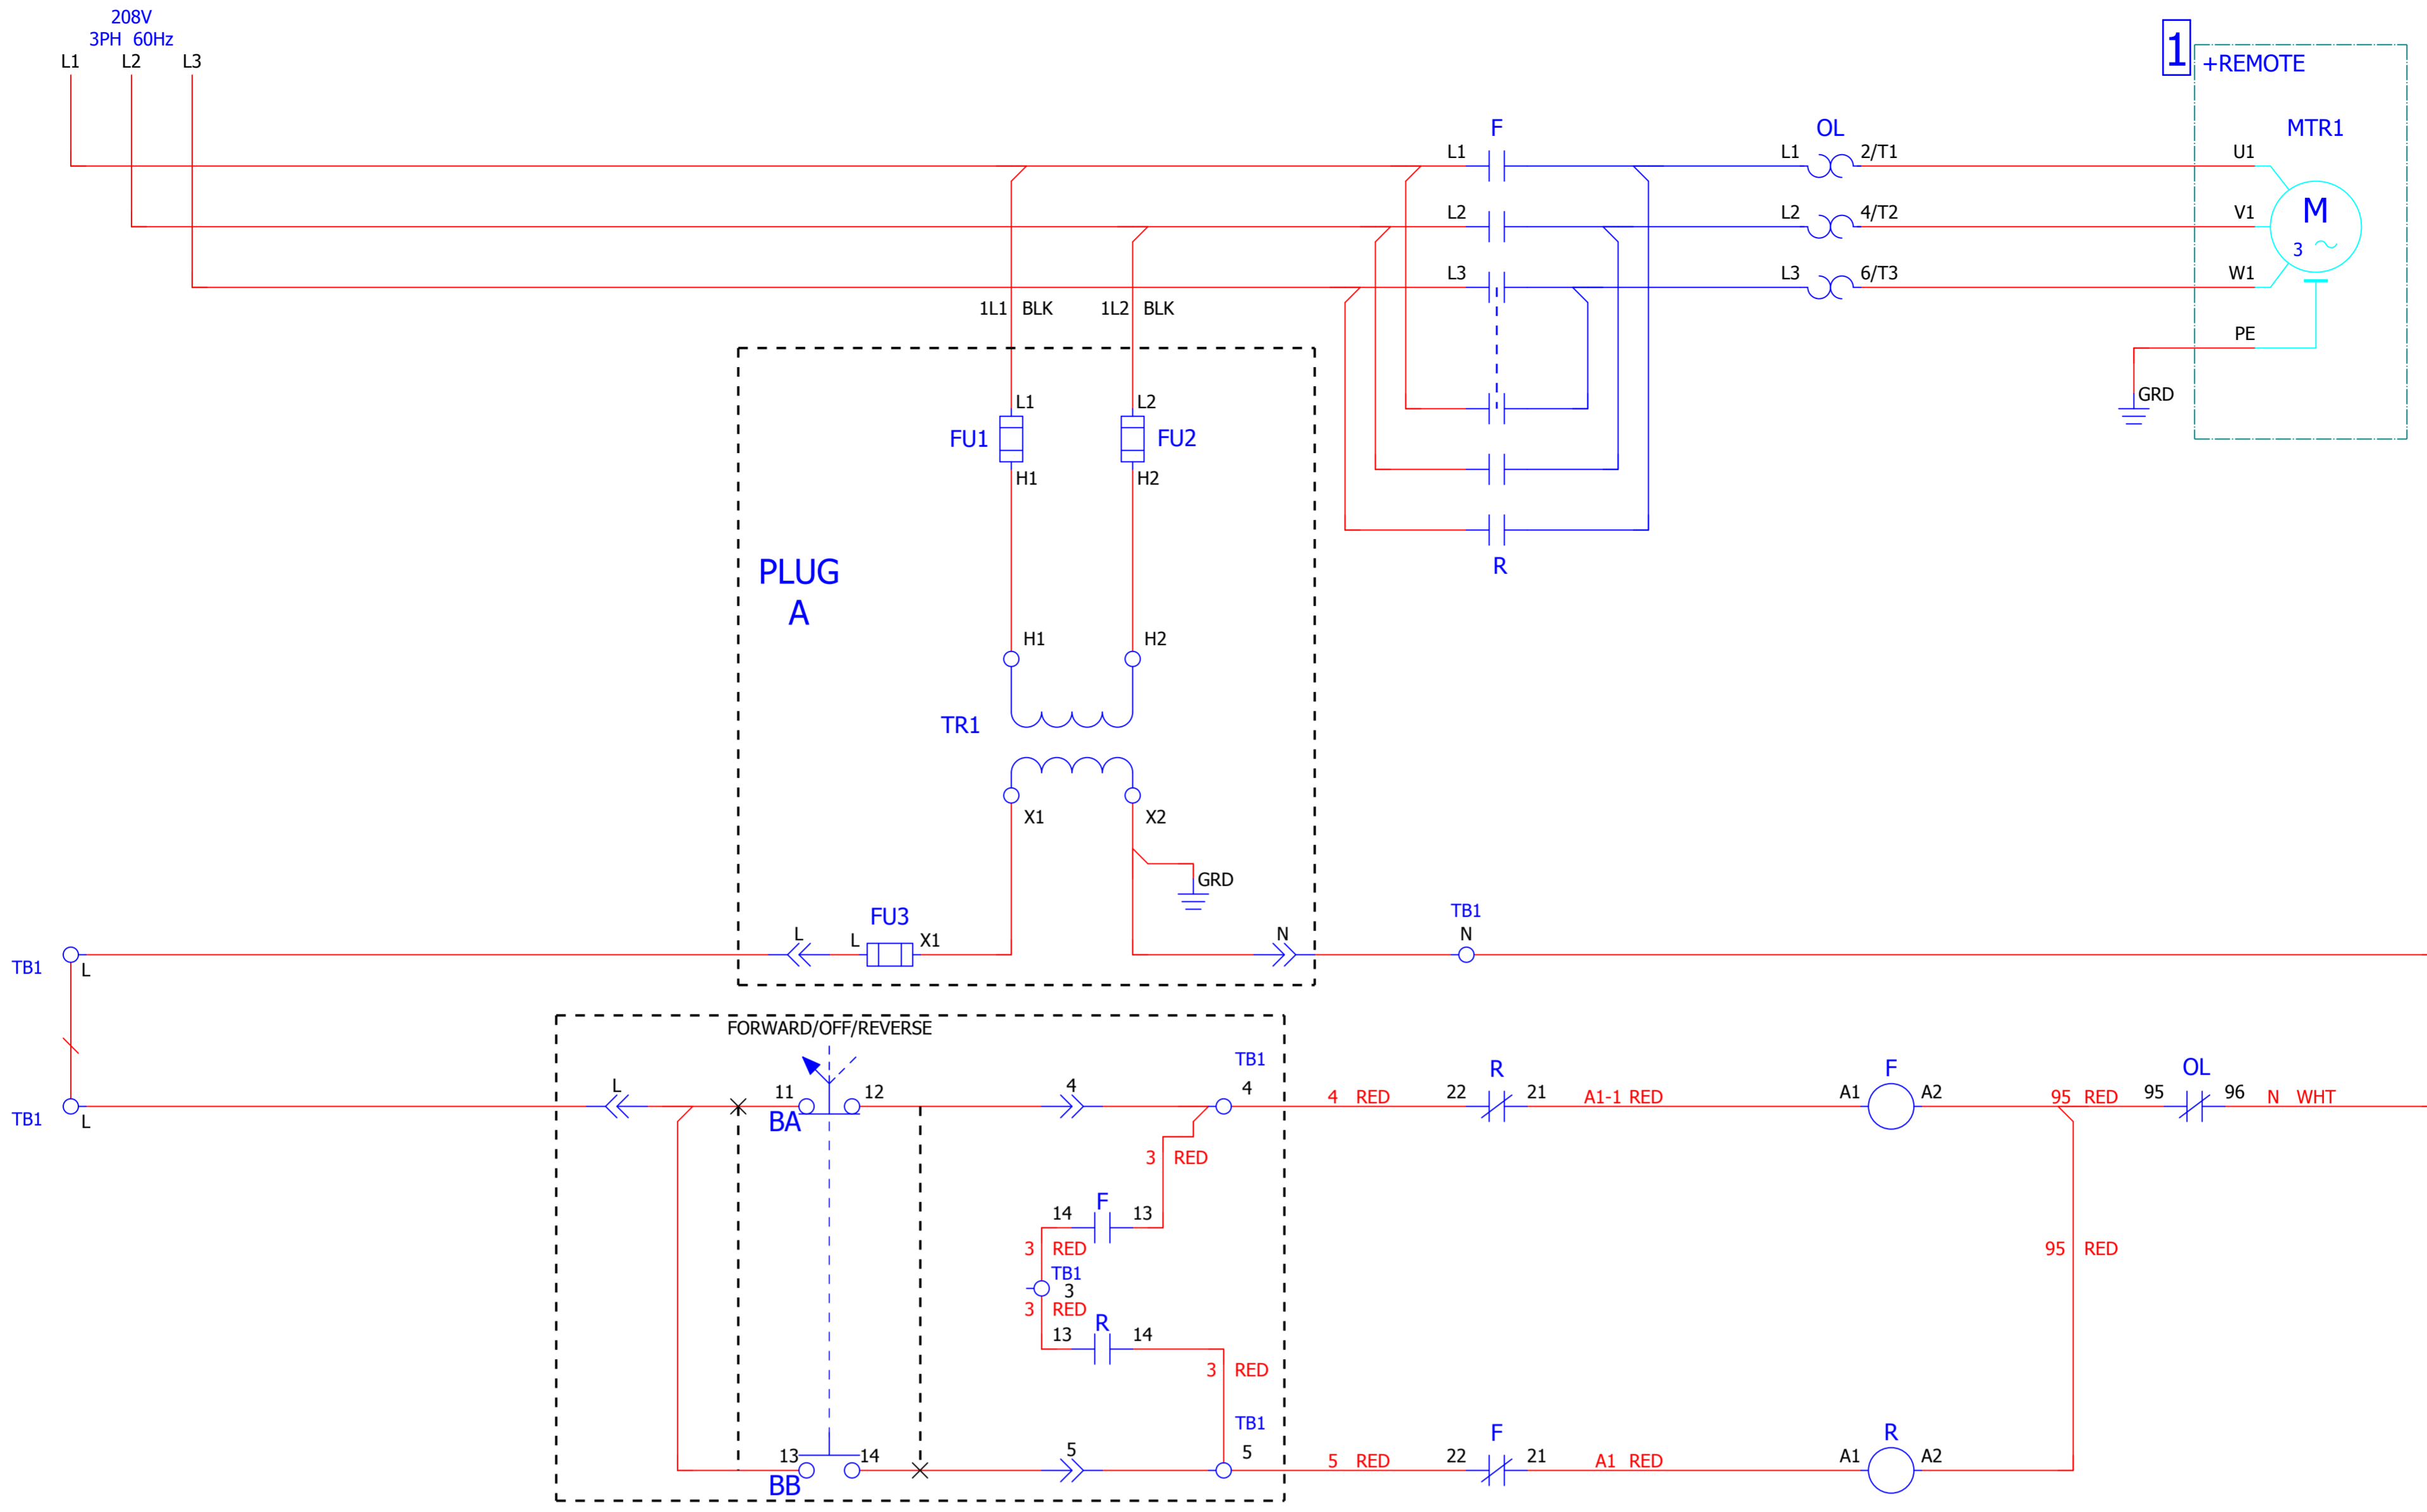 208V
3PH 60Hz
L1 L2 L3
1
+REMOTE
F OL MTR1
L1 L1 2/T1 U1
L2 L2 4/T2 V1
M
3
L3 L3 6/T3 W1
1L1 BLK 1L2 BLK
PE
GRD
L1 L2
FU1 FU2
H1 H2
R
PLUG
A
H1 H2
TR1
X1 X2
GRD
FU3
TB1
L L X1 N N
TB1 L
FORWARD/OFF/REVERSE
L 11 12 4 TB1 4
4 RED 22 R 21 A1-1 RED A1 F A2 95 RED 95 OL 96 N WHT
TB1 L
BA
3 RED
F
14 13
3 RED
95 RED
TB1
3
3 RED
R
13 14
3 RED
TB1
13 14 5 5
5 RED 22 F 21 A1 RED A1 R A2
BB